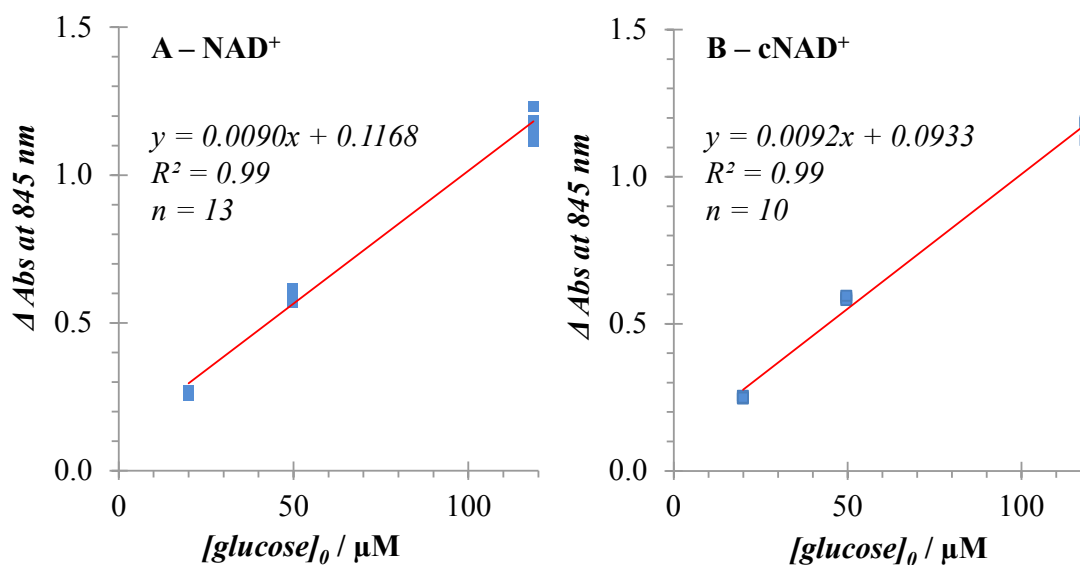 A – NAD⁺
y = 0.0090x + 0.1168
R² = 0.99
n = 13
Δ Abs at 845 nm
1.5
1.0
0.5
0.0
0
50
100
[glucose]₀ / µM
B – cNAD⁺
y = 0.0092x + 0.0933
R² = 0.99
n = 10
Δ Abs at 845 nm
1.5
1.0
0.5
0.0
0
50
100
[glucose]₀ / µM